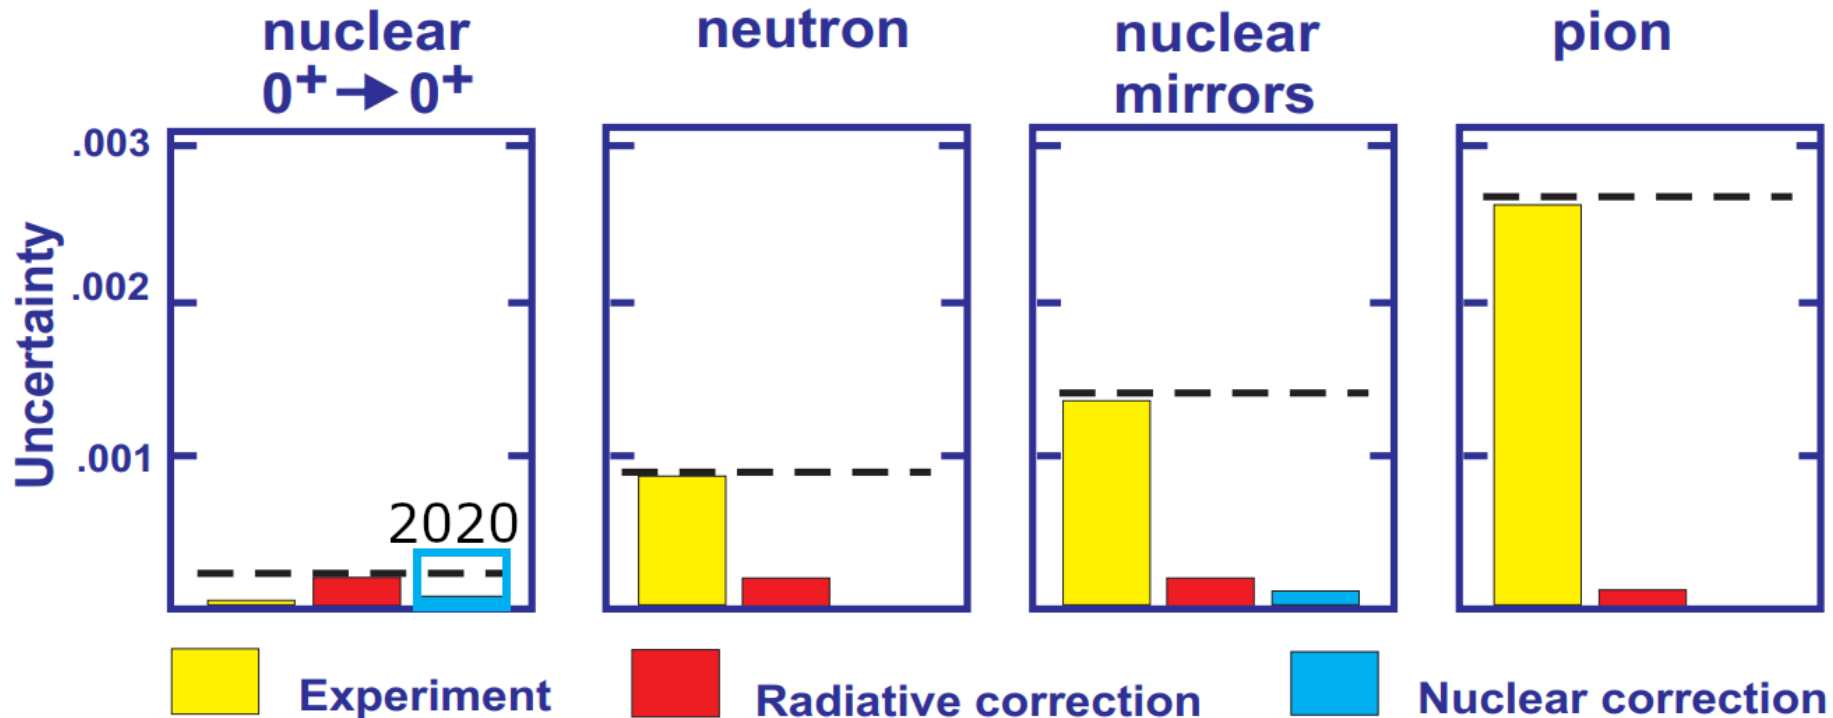 nuclear
0⁺ → 0⁺
neutron
nuclear
mirrors
pion
Uncertainty
.003
.002
.001
2020
Experiment
Radiative correction
Nuclear correction